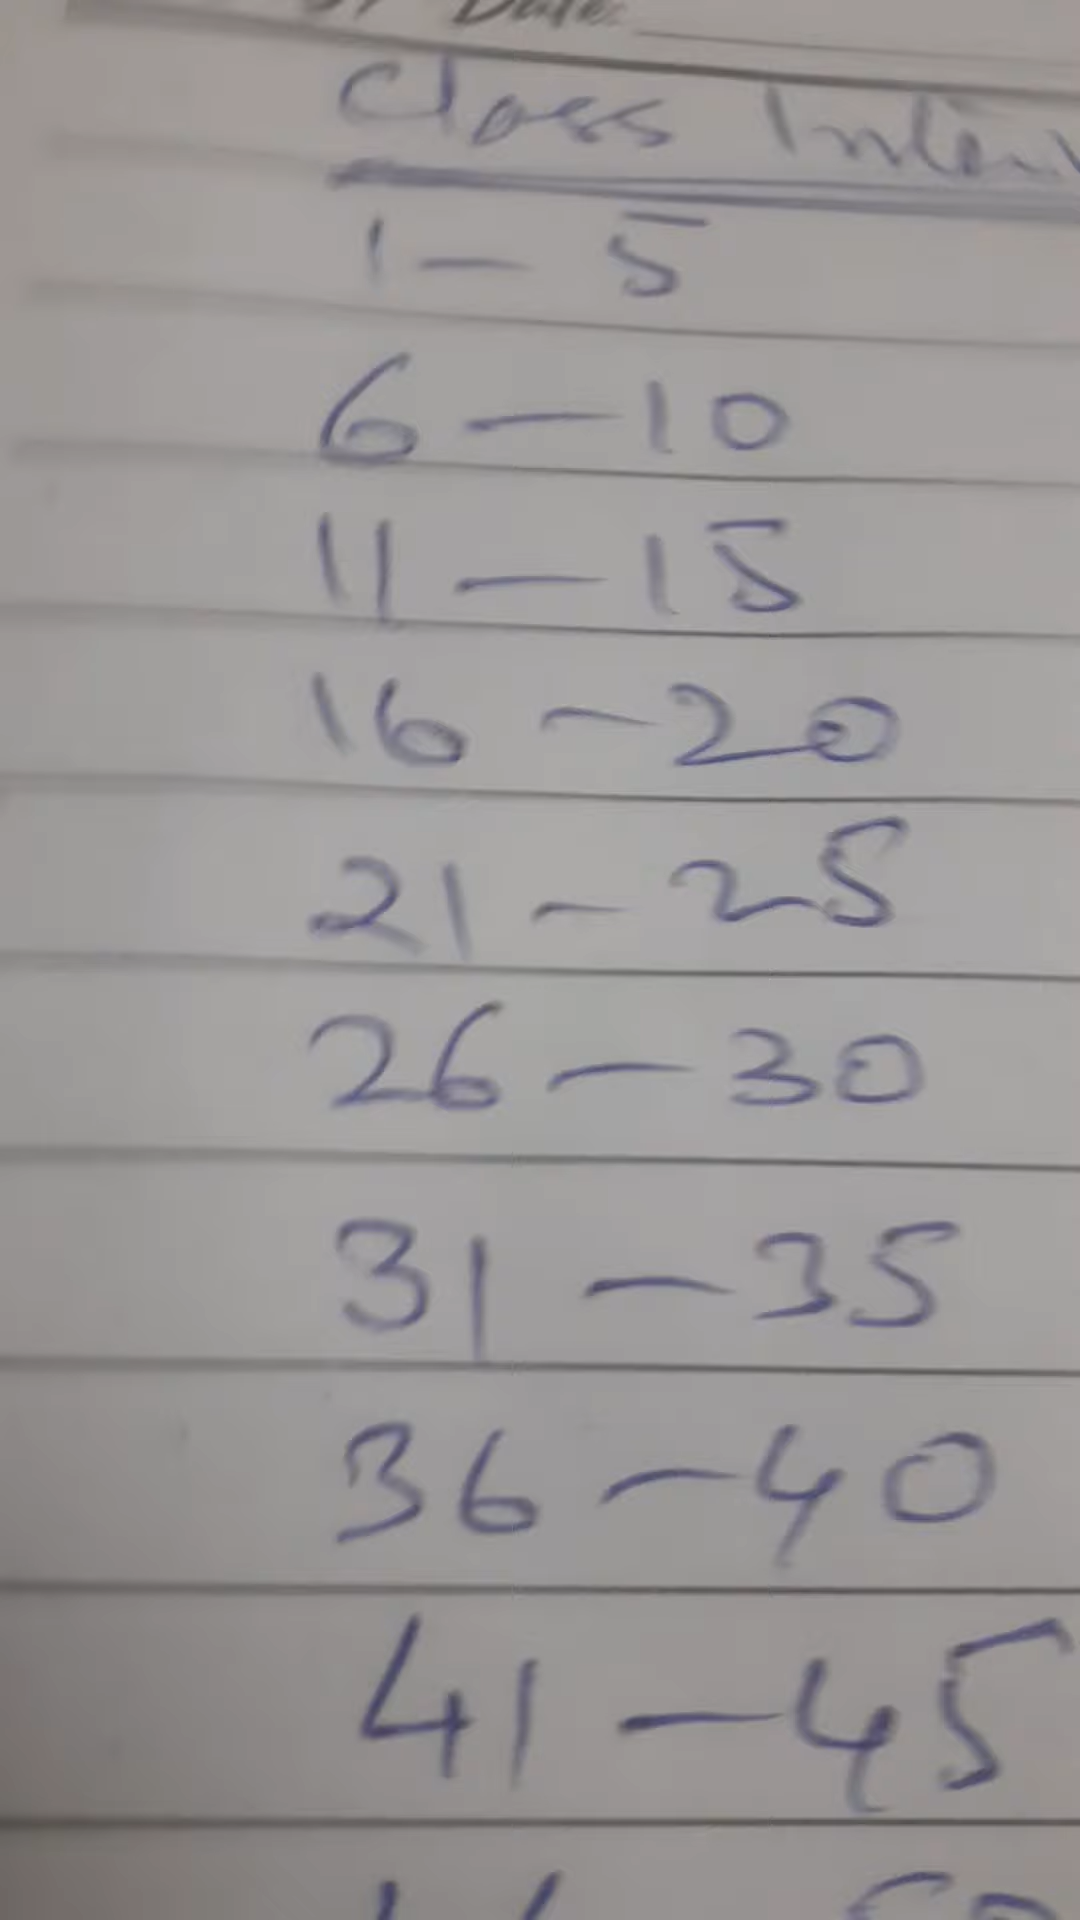 Date:
Class Interv
1 - 5
6 - 10
11 - 15
16 - 20
21 - 25
26 - 30
31 - 35
36 - 40
41 - 45